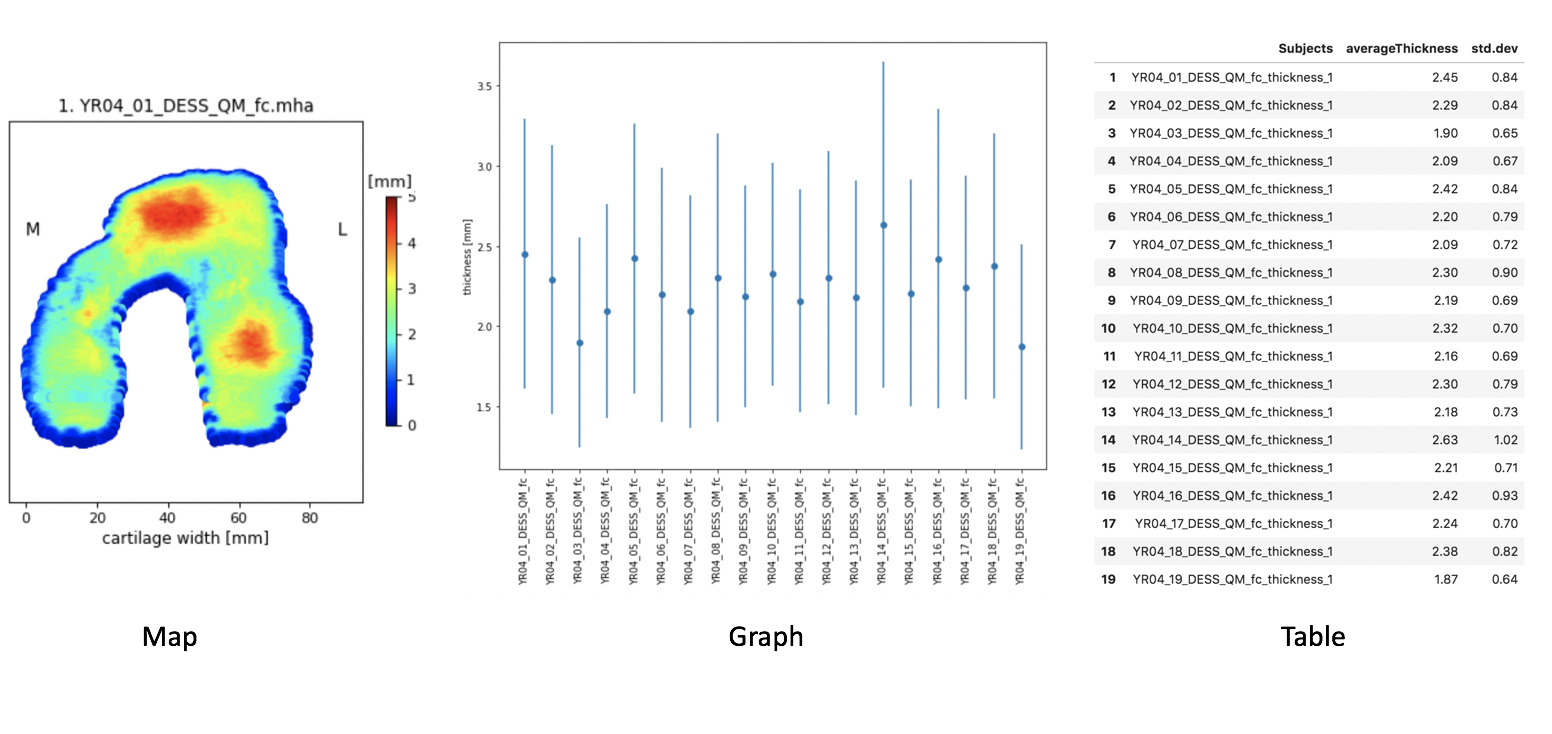 1. YR04_01_DESS_QM_fc.mha
[mm]
5
4
3
2
1
0
M
L
0 20 40 60 80
cartilage width [mm]
Map
3.5
3.0
2.5
2.0
1.5
thickness [mm]
YR04_01_DESS_QM_fc
YR04_02_DESS_QM_fc
YR04_03_DESS_QM_fc
YR04_04_DESS_QM_fc
YR04_05_DESS_QM_fc
YR04_06_DESS_QM_fc
YR04_07_DESS_QM_fc
YR04_08_DESS_QM_fc
YR04_09_DESS_QM_fc
YR04_10_DESS_QM_fc
YR04_11_DESS_QM_fc
YR04_12_DESS_QM_fc
YR04_13_DESS_QM_fc
YR04_14_DESS_QM_fc
YR04_15_DESS_QM_fc
YR04_16_DESS_QM_fc
YR04_17_DESS_QM_fc
YR04_18_DESS_QM_fc
YR04_19_DESS_QM_fc
Graph
Subjects averageThickness std.dev
1 YR04_01_DESS_QM_fc_thickness_1 2.45 0.84
2 YR04_02_DESS_QM_fc_thickness_1 2.29 0.84
3 YR04_03_DESS_QM_fc_thickness_1 1.90 0.65
4 YR04_04_DESS_QM_fc_thickness_1 2.09 0.67
5 YR04_05_DESS_QM_fc_thickness_1 2.42 0.84
6 YR04_06_DESS_QM_fc_thickness_1 2.20 0.79
7 YR04_07_DESS_QM_fc_thickness_1 2.09 0.72
8 YR04_08_DESS_QM_fc_thickness_1 2.30 0.90
9 YR04_09_DESS_QM_fc_thickness_1 2.19 0.69
10 YR04_10_DESS_QM_fc_thickness_1 2.32 0.70
11 YR04_11_DESS_QM_fc_thickness_1 2.16 0.69
12 YR04_12_DESS_QM_fc_thickness_1 2.30 0.79
13 YR04_13_DESS_QM_fc_thickness_1 2.18 0.73
14 YR04_14_DESS_QM_fc_thickness_1 2.63 1.02
15 YR04_15_DESS_QM_fc_thickness_1 2.21 0.71
16 YR04_16_DESS_QM_fc_thickness_1 2.42 0.93
17 YR04_17_DESS_QM_fc_thickness_1 2.24 0.70
18 YR04_18_DESS_QM_fc_thickness_1 2.38 0.82
19 YR04_19_DESS_QM_fc_thickness_1 1.87 0.64
Table